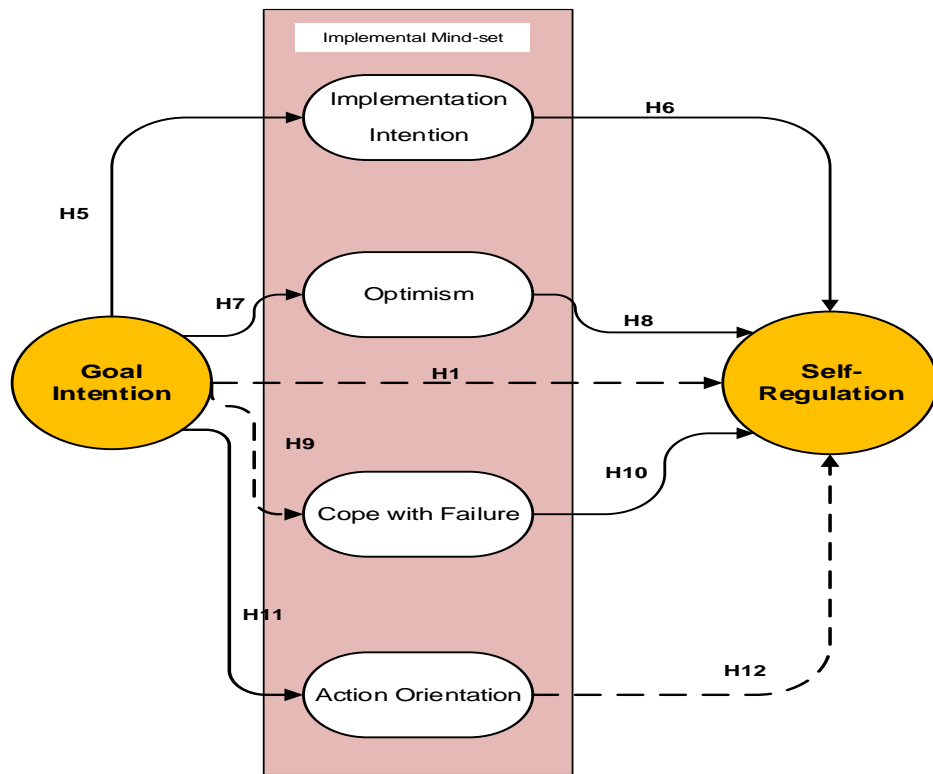 Implemental Mind-set
Implementation
Intention
H6
H5
Optimism
H7
H8
Goal
Intention
H1
Self-
Regulation
H9
H10
Cope with Failure
H11
Action Orientation
H12